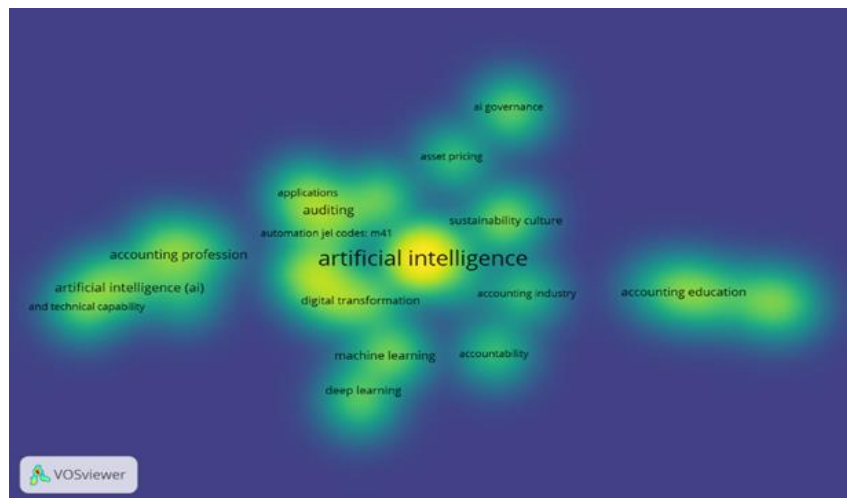 ai governance
asset pricing
applications
auditing
sustainability culture
automation jel codes: m41
accounting profession
artificial intelligence
artificial intelligence (ai)
accounting education
accounting industry
digital transformation
and technical capability
machine learning
accountability
deep learning
VOSviewer